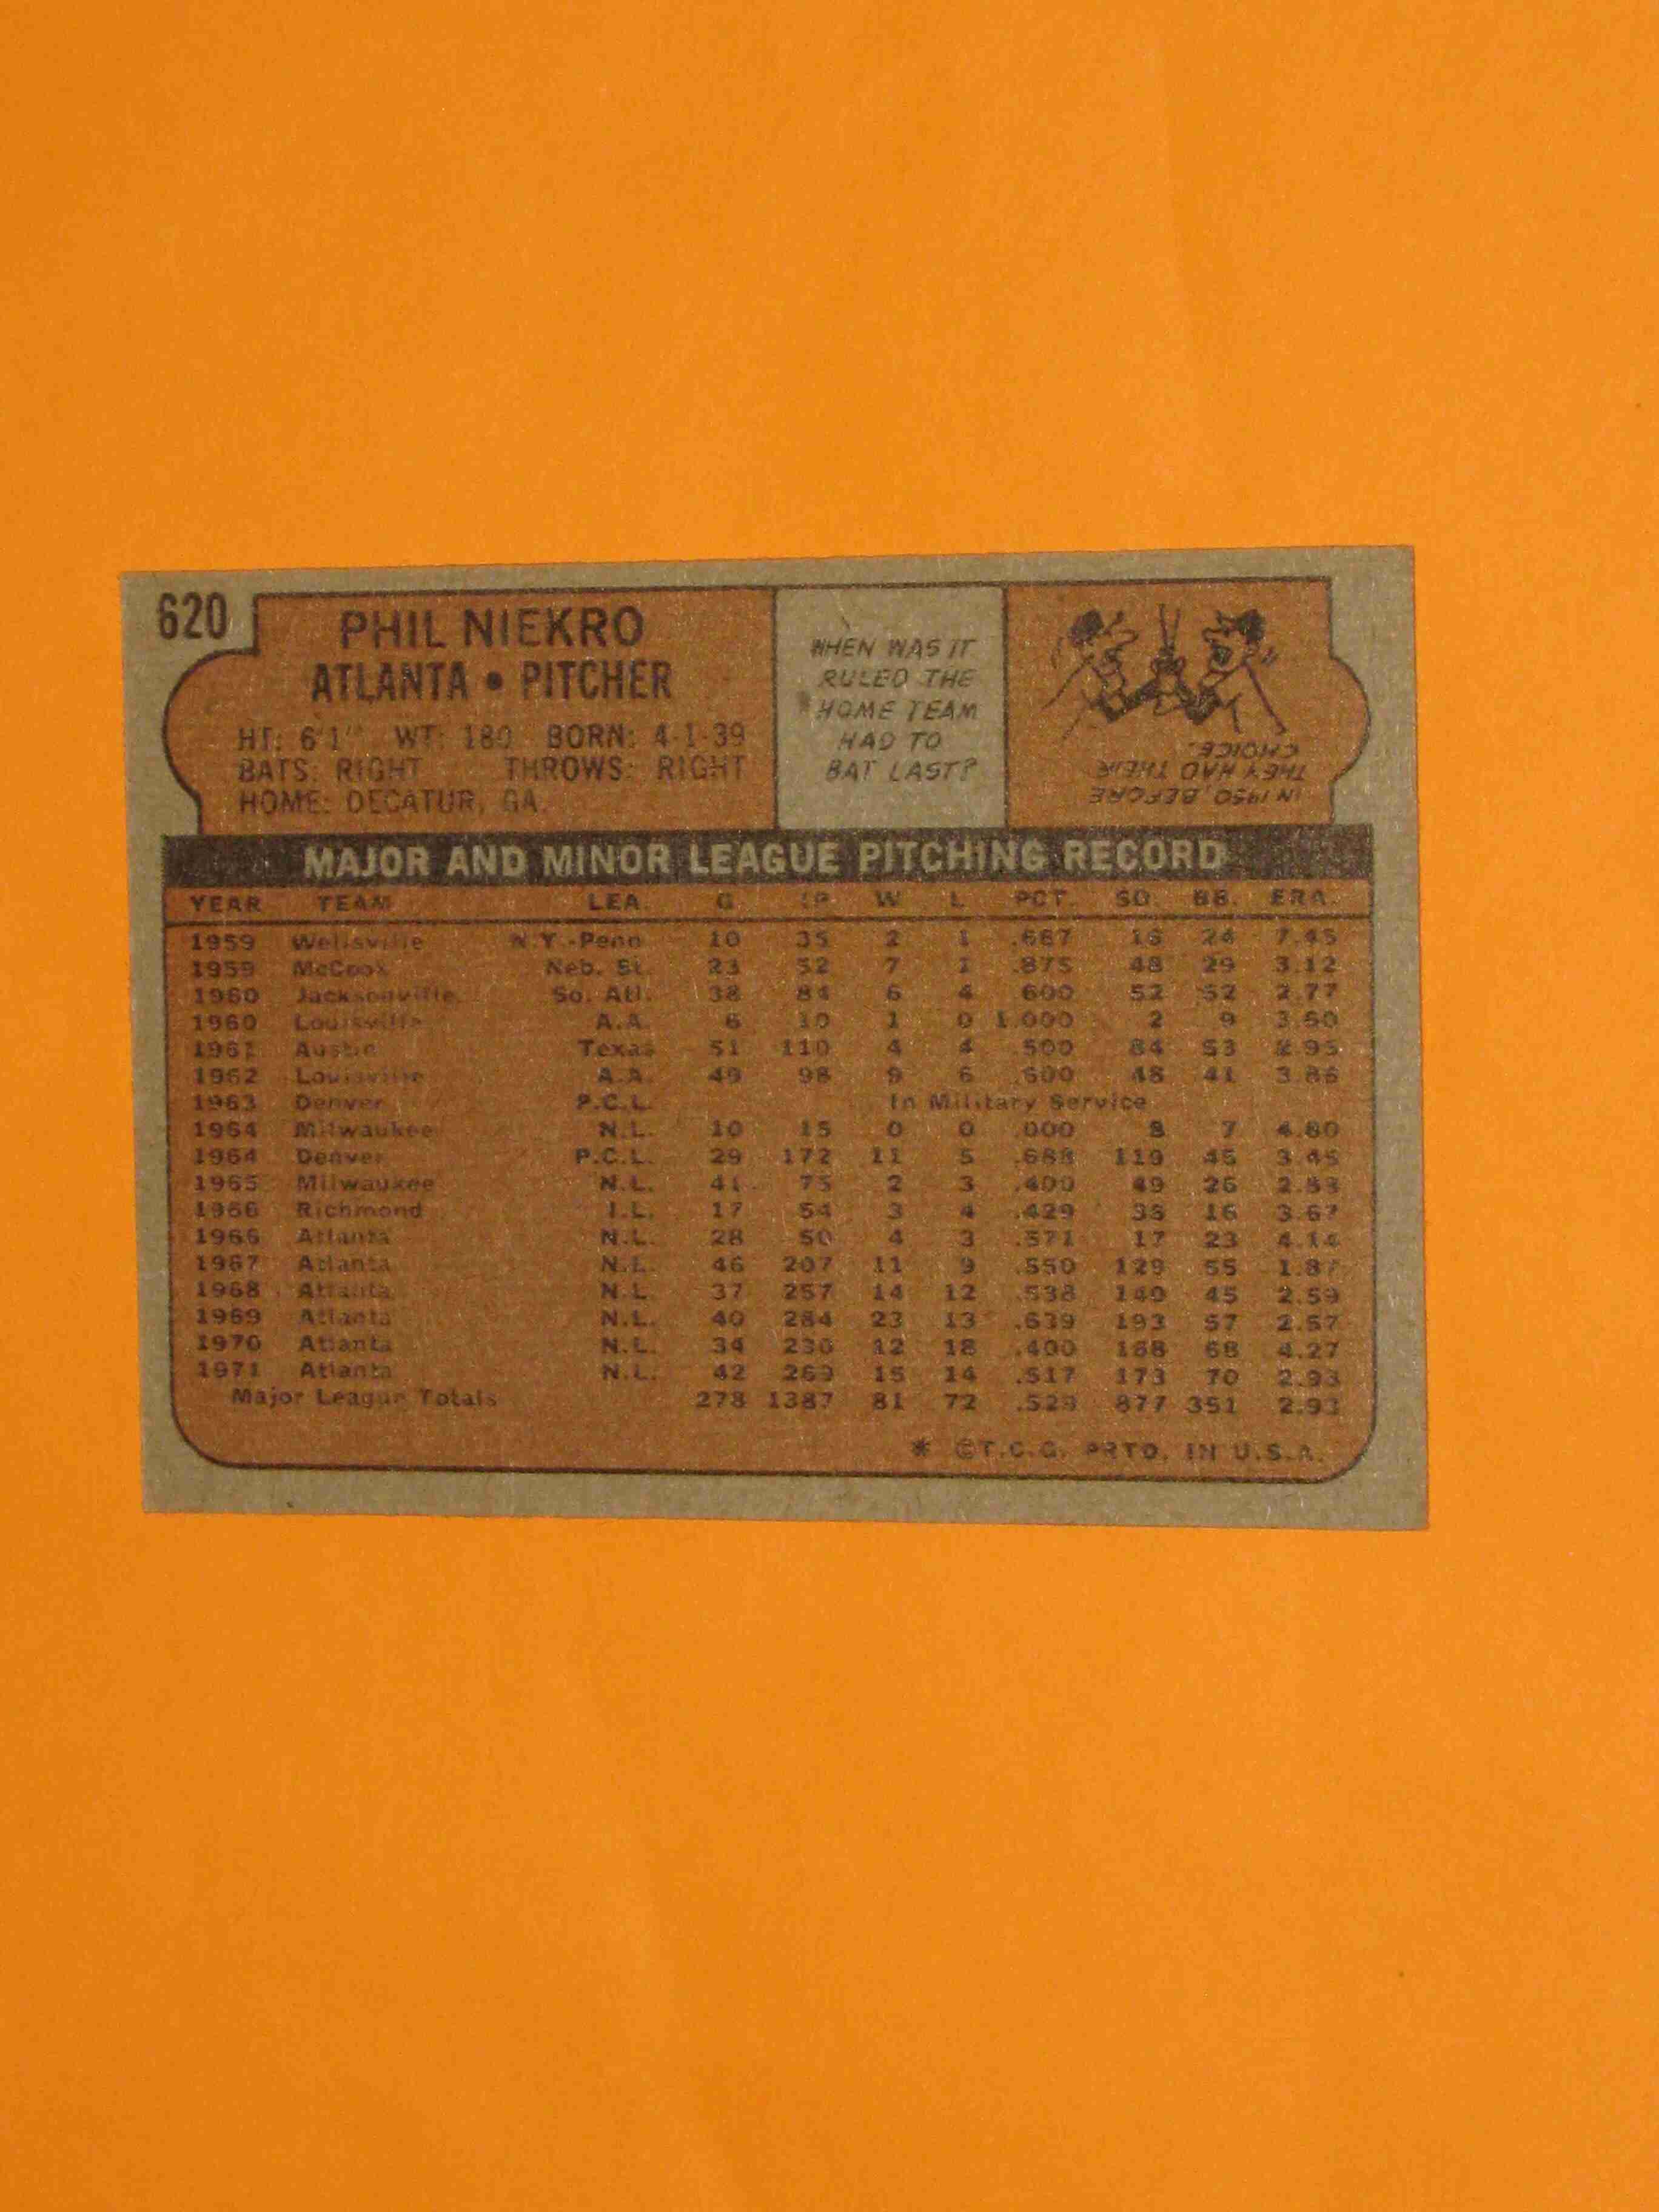 620
PHIL NIEKRO
ATLANTA • PITCHER
HT: 6'1" WT: 180 BORN: 4-1-39
BATS: RIGHT THROWS: RIGHT
HOME: DECATUR, GA.
WHEN WAS IT
RULED THE
HOME TEAM
HAD TO
BAT LAST?
IN 1950, BEFORE
THEY HAD THEIR
CHOICE.
MAJOR AND MINOR LEAGUE PITCHING RECORD
YEAR TEAM LEA. G IP W L PCT. SO. BB. ERA.
1959 Wellsville N.Y.-Penn 10 35 2 1 .667 16 24 7.45
1959 McCook Neb. St. 23 52 7 1 .875 48 29 3.12
1960 Jacksonville So. Atl. 38 84 6 4 .600 52 52 2.77
1960 Louisville A.A. 6 10 1 0 1.000 2 9 3.60
1961 Austin Texas 51 110 4 4 .500 84 53 2.95
1962 Louisville A.A. 49 98 9 6 .600 48 41 3.86
1963 Denver P.C.L. In Military Service
1964 Milwaukee N.L. 10 15 0 0 .000 8 7 4.80
1964 Denver P.C.L. 29 172 11 5 .688 119 45 3.45
1965 Milwaukee N.L. 41 75 2 3 .400 49 26 2.88
1966 Richmond I.L. 17 54 3 4 .429 36 16 3.67
1966 Atlanta N.L. 28 50 4 3 .571 17 23 4.14
1967 Atlanta N.L. 46 207 11 9 .550 129 55 1.87
1968 Atlanta N.L. 37 257 14 12 .538 140 45 2.59
1969 Atlanta N.L. 40 284 23 13 .639 193 57 2.57
1970 Atlanta N.L. 34 230 12 18 .400 168 68 4.27
1971 Atlanta N.L. 42 269 15 14 .517 173 70 2.93
Major League Totals 278 1387 81 72 .529 877 351 2.93
* ©T.C.G. PRTD. IN U.S.A.